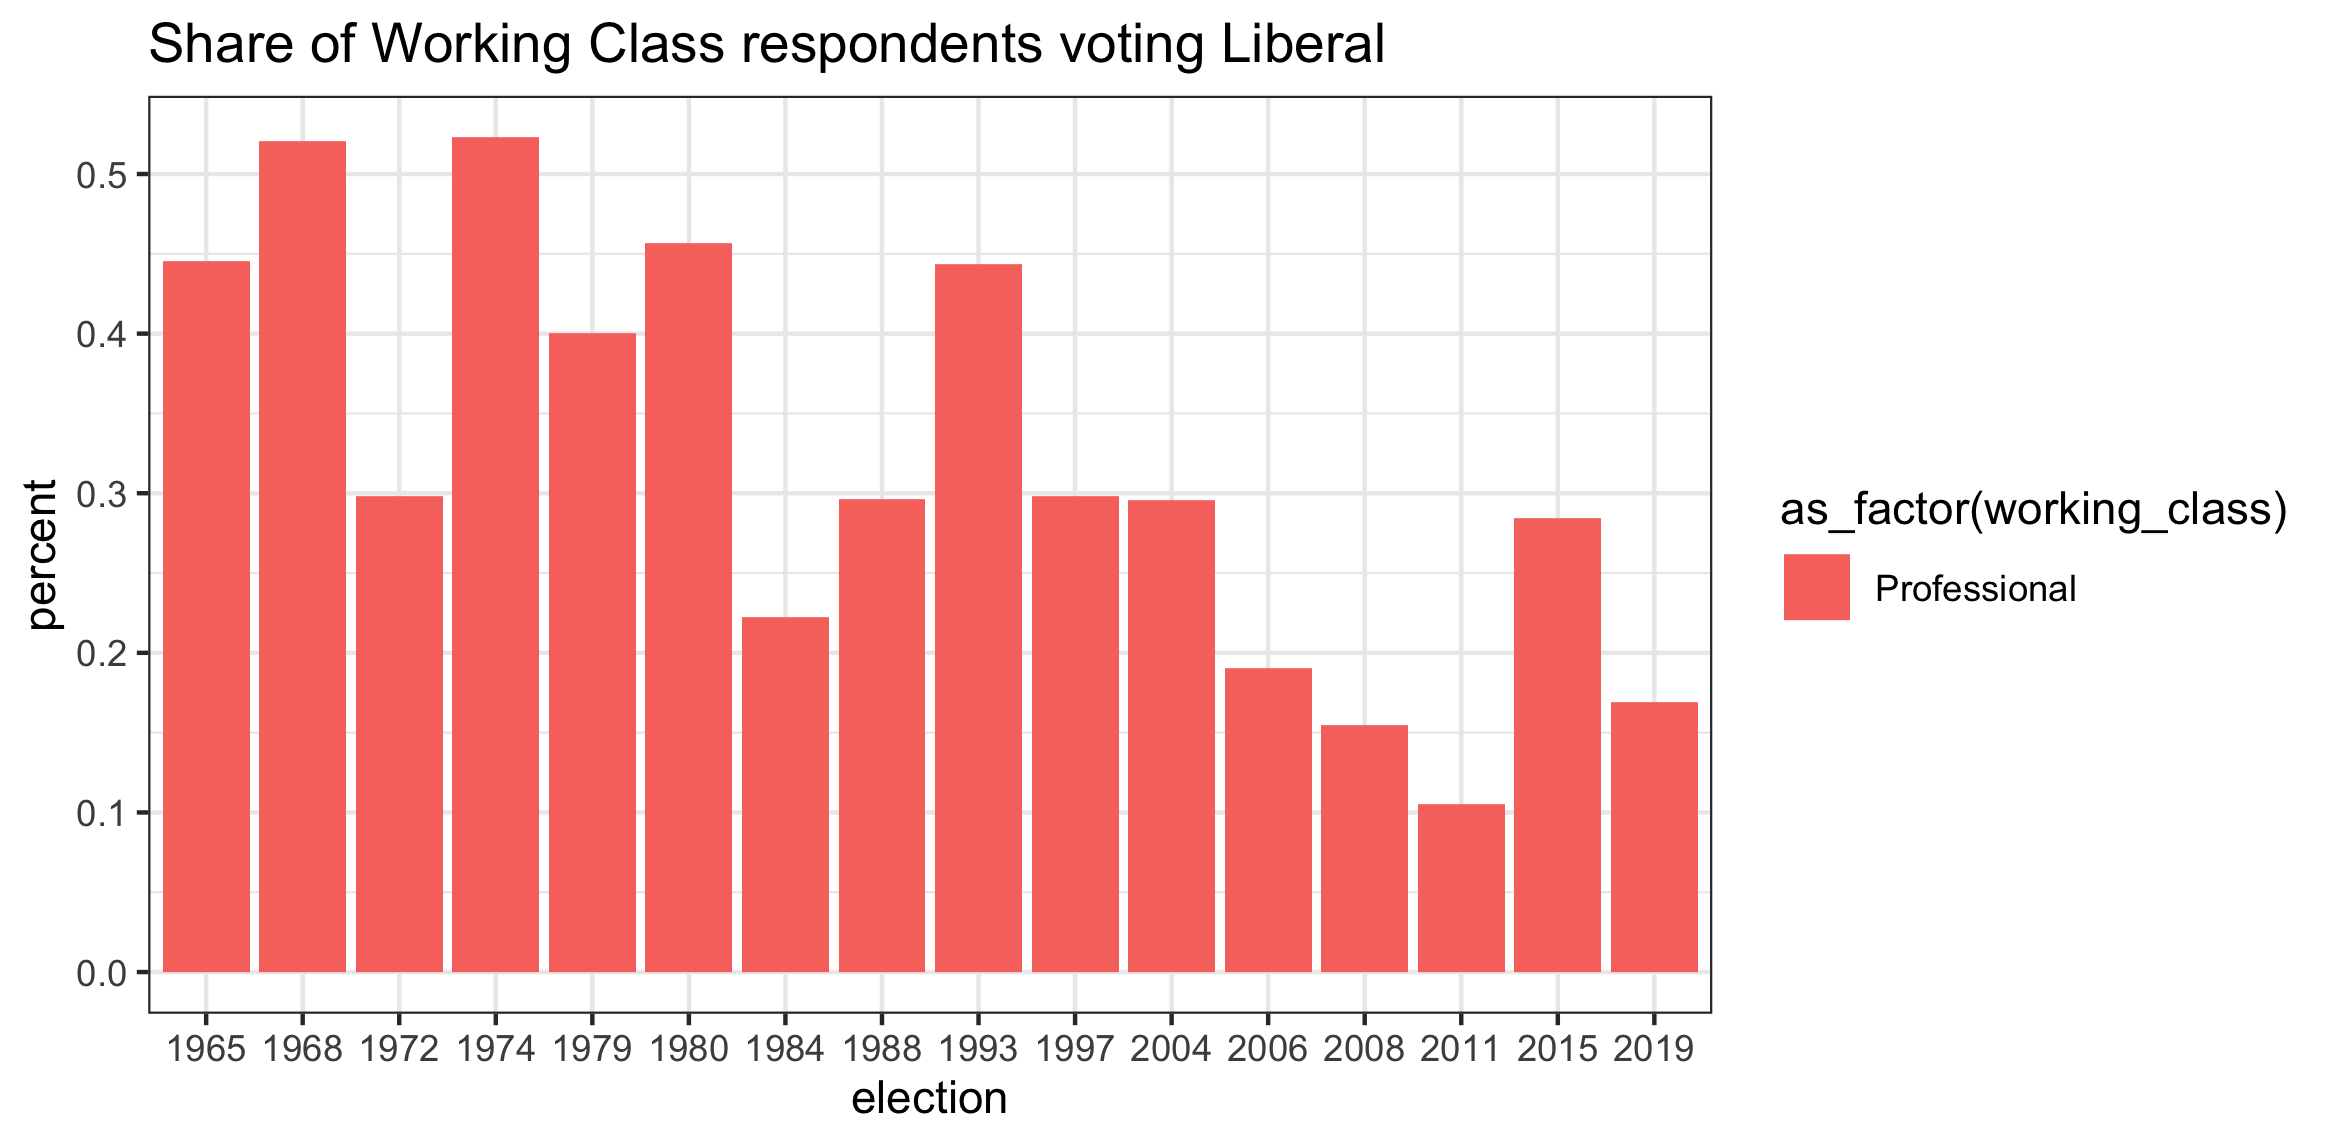 Share of Working Class respondents voting Liberal
percent
0.5
0.4
0.3
0.2
0.1
0.0
1965 1968 1972 1974 1979 1980 1984 1988 1993 1997 2004 2006 2008 2011 2015 2019
election
as_factor(working_class)
Professional